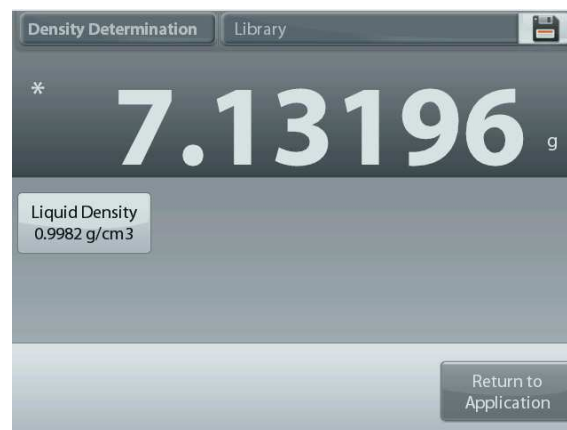 Density Determination Library
* 7.13196 g
Liquid Density
0.9982 g/cm3
Return to
Application